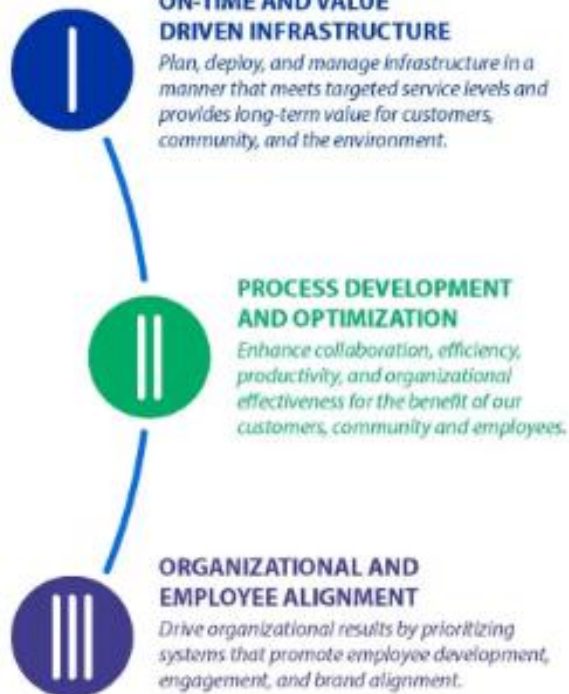 I
ON-TIME AND VALUE
DRIVEN INFRASTRUCTURE
Plan, deploy, and manage infrastructure in a
manner that meets targeted service levels and
provides long-term value for customers,
community, and the environment.
II
PROCESS DEVELOPMENT
AND OPTIMIZATION
Enhance collaboration, efficiency,
productivity, and organizational
effectiveness for the benefit of our
customers, community and employees.
III
ORGANIZATIONAL AND
EMPLOYEE ALIGNMENT
Drive organizational results by prioritizing
systems that promote employee development,
engagement, and brand alignment.